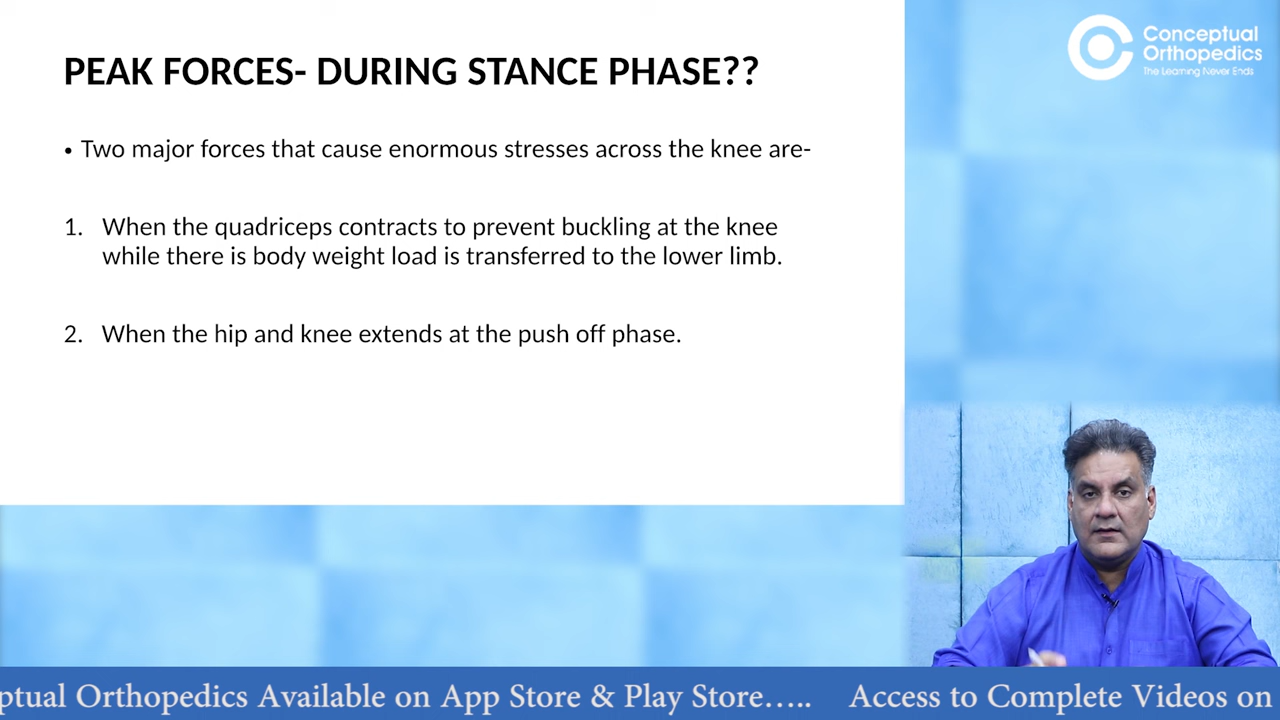 PEAK FORCES- DURING STANCE PHASE??
• Two major forces that cause enormous stresses across the knee are-
1. When the quadriceps contracts to prevent buckling at the knee
while there is body weight load is transferred to the lower limb.
2. When the hip and knee extends at the push off phase.
Conceptual
Orthopedics
The Learning Never Ends
ptual Orthopedics Available on App Store & Play Store..... Access to Complete Videos on